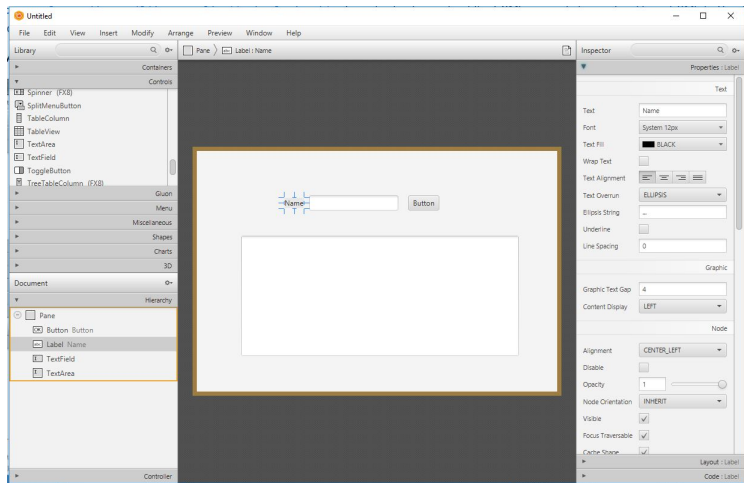 Untitled
File Edit View Insert Modify Arrange Preview Window Help
Library
Pane Label : Name
Inspector
Containers
Controls
Spinner (FX8)
SplitMenuButton
TableColumn
TableView
TextArea
TextField
ToggleButton
TreeTableColumn (FX8)
Gluon
Menu
Miscellaneous
Shapes
Charts
3D
Document
Hierarchy
Pane
Button Button
Label Name
TextField
TextArea
Controller
Name
Button
Properties : Label
Text
Text Name
Font System 12px
Text Fill BLACK
Wrap Text
Text Alignment
Text Overrun ELLIPSIS
Ellipsis String ...
Underline
Line Spacing 0
Graphic
Graphic Text Gap 4
Content Display LEFT
Node
Alignment CENTER_LEFT
Disable
Opacity 1
Node Orientation INHERIT
Visible
Focus Traversable
Cache Shape
Layout : Label
Code : Label